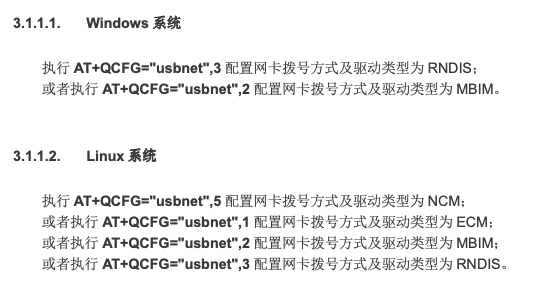 3.1.1.1. Windows 系统
执行 AT+QCFG="usbnet",3 配置网卡拨号方式及驱动类型为 RNDIS；
或者执行 AT+QCFG="usbnet",2 配置网卡拨号方式及驱动类型为 MBIM。
3.1.1.2. Linux 系统
执行 AT+QCFG="usbnet",5 配置网卡拨号方式及驱动类型为 NCM；
或者执行 AT+QCFG="usbnet",1 配置网卡拨号方式及驱动类型为 ECM；
或者执行 AT+QCFG="usbnet",2 配置网卡拨号方式及驱动类型为 MBIM；
或者执行 AT+QCFG="usbnet",3 配置网卡拨号方式及驱动类型为 RNDIS。